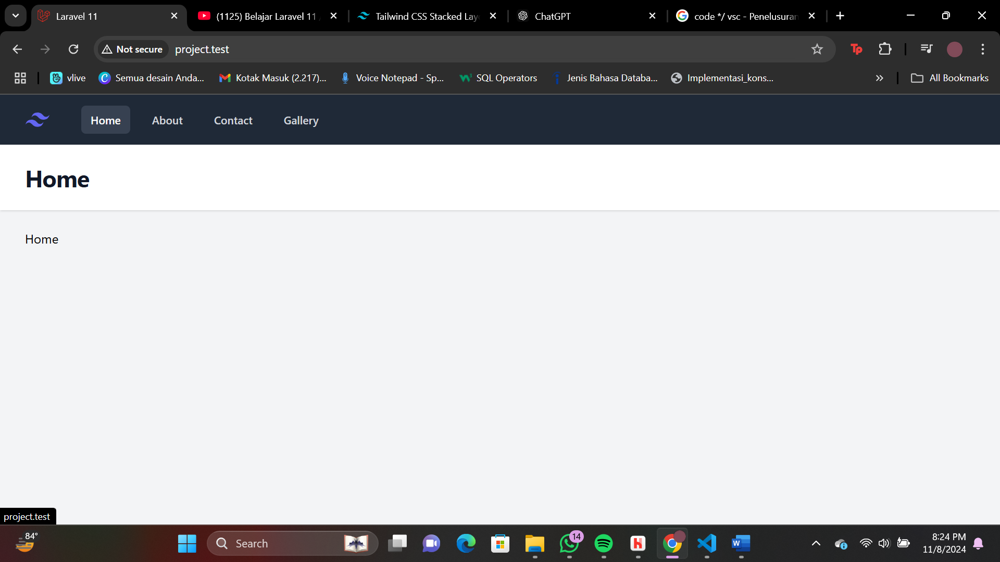 Laravel 11
(1125) Belajar Laravel 11
Tailwind CSS Stacked Lay
ChatGPT
code */ vsc - Penelusuran
Not secure
project.test
vlive
Semua desain Anda...
Kotak Masuk (2.217)...
Voice Notepad - Sp...
SQL Operators
Jenis Bahasa Databa...
Implementasi_kons...
All Bookmarks
Home
About
Contact
Gallery
Home
Home
project.test
84°
Search
14
8:24 PM
11/8/2024